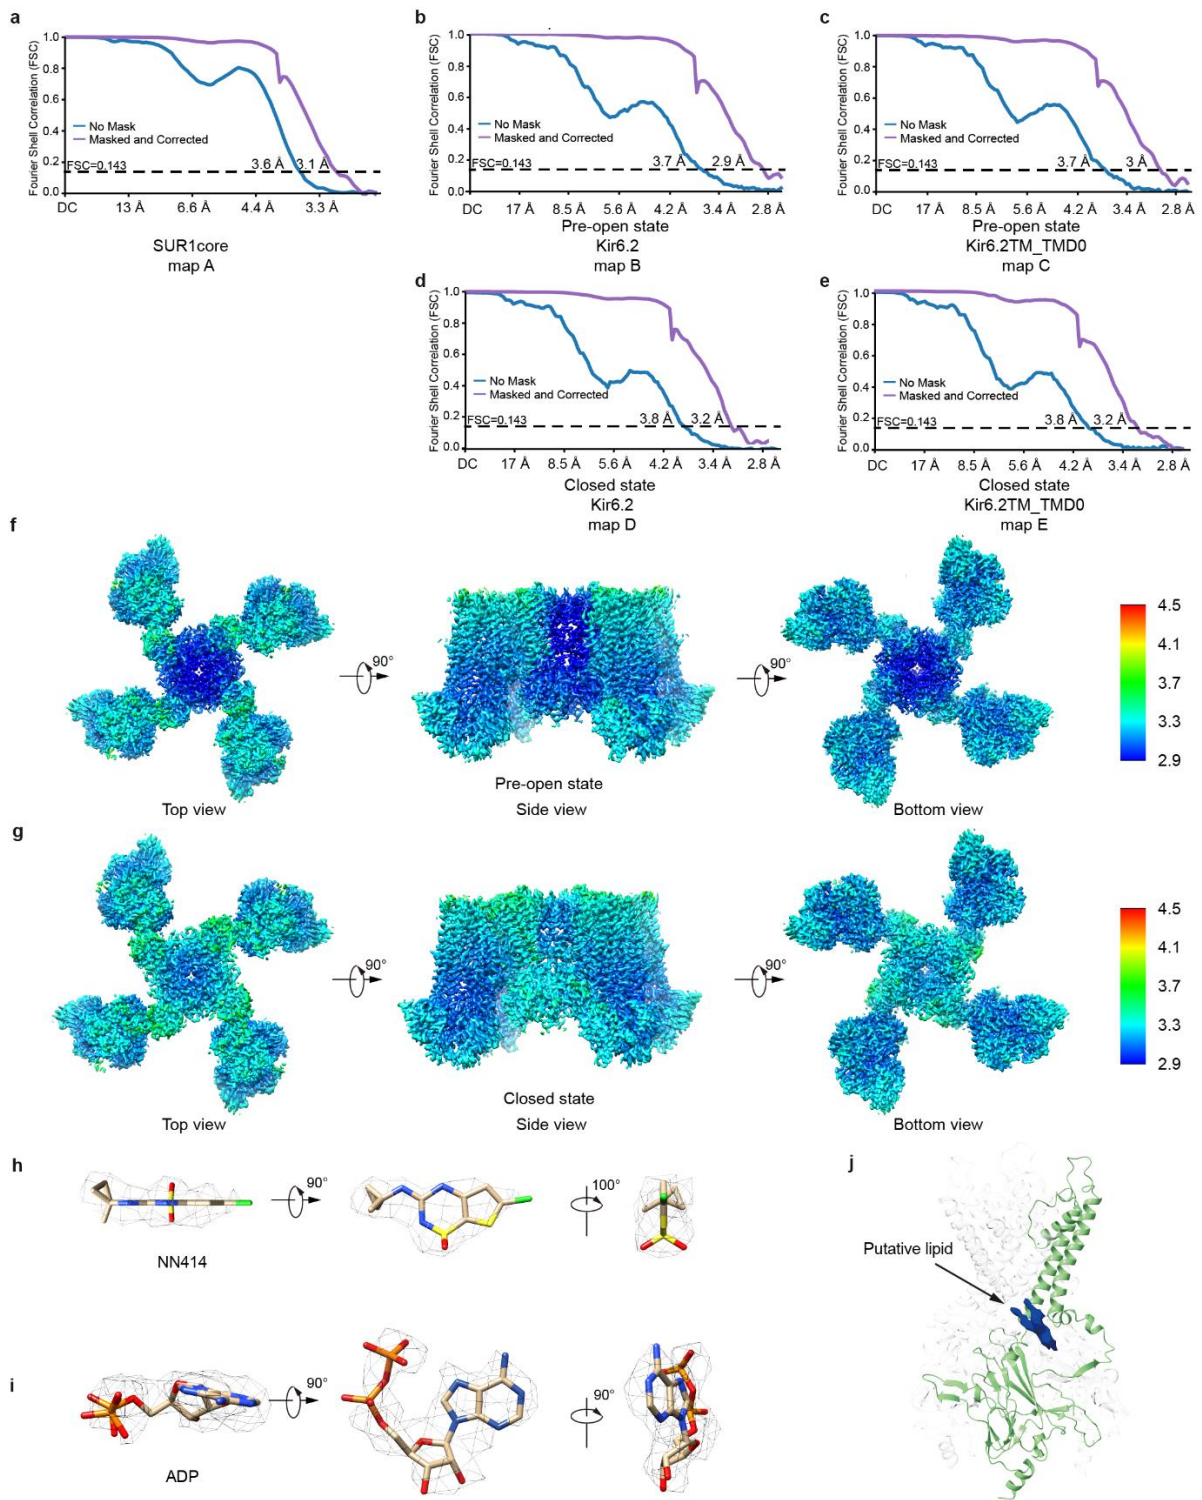 a
Fourier Shell Correlation (FSC)
1.0
0.8
0.6
0.4
0.2
0.0
No Mask
Masked and Corrected
FSC=0.143
3.6 Å
3.1 Å
DC
13 Å
6.6 Å
4.4 Å
3.3 Å
SUR1core
map A
b
Fourier Shell Correlation (FSC)
1.0
0.8
0.6
0.4
0.2
0.0
No Mask
Masked and Corrected
FSC=0.143
3.7 Å
2.9 Å
DC
17 Å
8.5 Å
5.6 Å
4.2 Å
3.4 Å
2.8 Å
Pre-open state
Kir6.2
map B
c
Fourier Shell Correlation (FSC)
1.0
0.8
0.6
0.4
0.2
0.0
No Mask
Masked and Corrected
FSC=0.143
3.7 Å
3 Å
DC
17 Å
8.5 Å
5.6 Å
4.2 Å
3.4 Å
2.8 Å
Pre-open state
Kir6.2TM_TMD0
map C
d
Fourier Shell Correlation (FSC)
1.0
0.8
0.6
0.4
0.2
0.0
No Mask
Masked and Corrected
FSC=0.143
3.8 Å
3.2 Å
DC
17 Å
8.5 Å
5.6 Å
4.2 Å
3.4 Å
2.8 Å
Closed state
Kir6.2
map D
e
Fourier Shell Correlation (FSC)
1.0
0.8
0.6
0.4
0.2
0.0
No Mask
Masked and Corrected
FSC=0.143
3.8 Å
3.2 Å
DC
17 Å
8.5 Å
5.6 Å
4.2 Å
3.4 Å
2.8 Å
Closed state
Kir6.2TM_TMD0
map E
f
90°
90°
4.5
4.1
3.7
3.3
2.9
Pre-open state
Top view
Side view
Bottom view
g
90°
90°
4.5
4.1
3.7
3.3
2.9
Closed state
Top view
Side view
Bottom view
h
90°
100°
NN414
i
90°
90°
ADP
j
Putative lipid